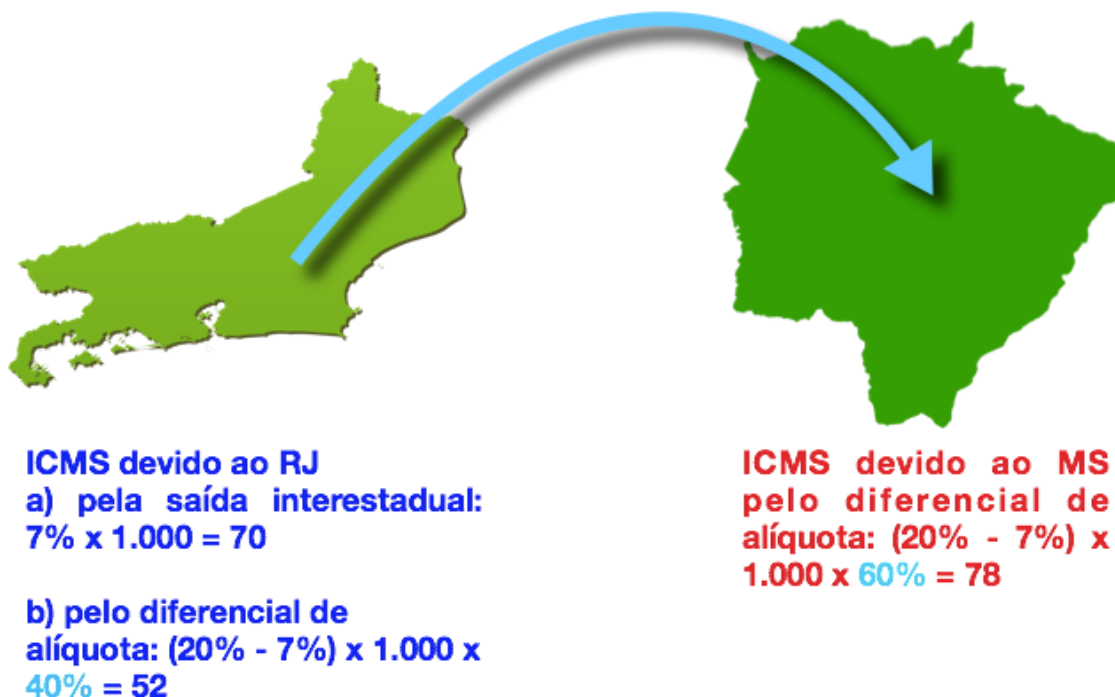 ICMS devido ao RJ
a) pela saída interestadual:
7% x 1.000 = 70
b) pelo diferencial de
alíquota: (20% - 7%) x 1.000 x
40% = 52
ICMS devido ao MS
pelo diferencial de
alíquota: (20% - 7%) x
1.000 x 60% = 78